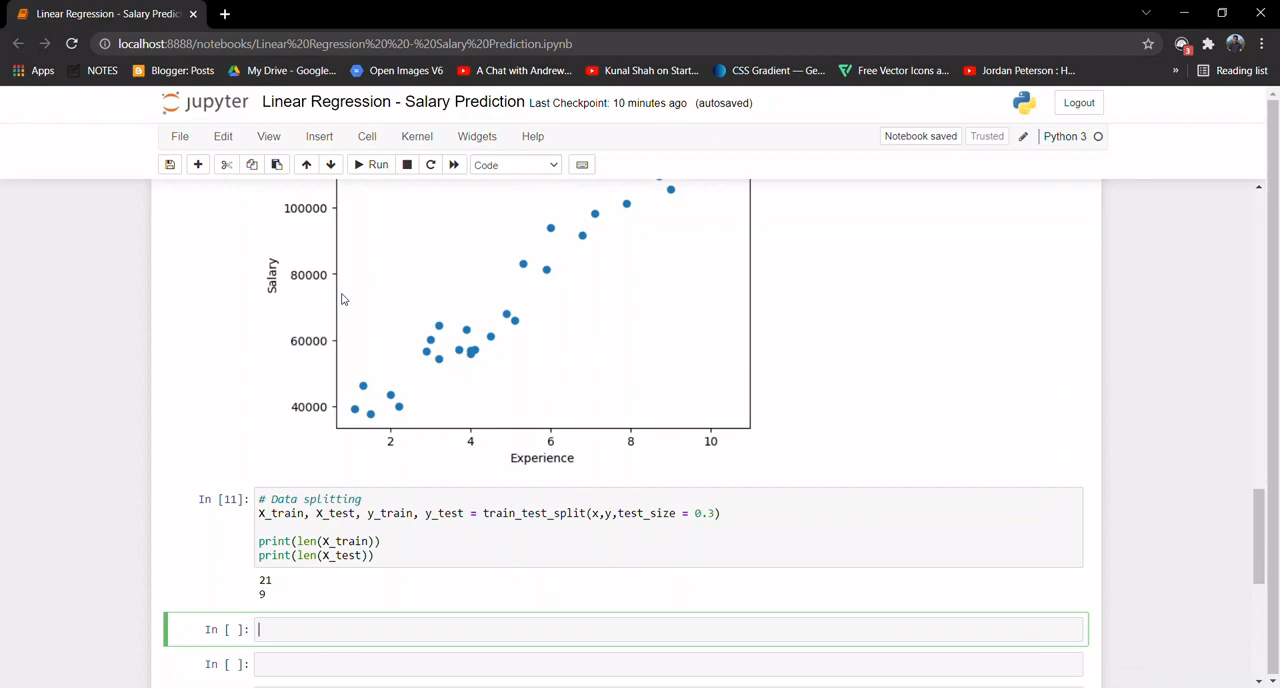 Linear Regression - Salary Predic
localhost:8888/notebooks/Linear%20Regression%20%20-%20Salary%20Prediction.ipynb
3
Apps NOTES Blogger: Posts My Drive - Google... Open Images V6 A Chat with Andrew... Kunal Shah on Start... CSS Gradient — Ge... Free Vector Icons a... Jordan Peterson : H... » Reading list
jupyter Linear Regression - Salary Prediction Last Checkpoint: 10 minutes ago (autosaved) Logout
File Edit View Insert Cell Kernel Widgets Help Notebook saved Trusted Python 3
Run Code
100000
80000
60000
40000
Salary
2 4 6 8 10
Experience
In [11]: # Data splitting
X_train, X_test, y_train, y_test = train_test_split(x,y,test_size = 0.3)
print(len(X_train))
print(len(X_test))
21
9
In [ ]:
In [ ]: